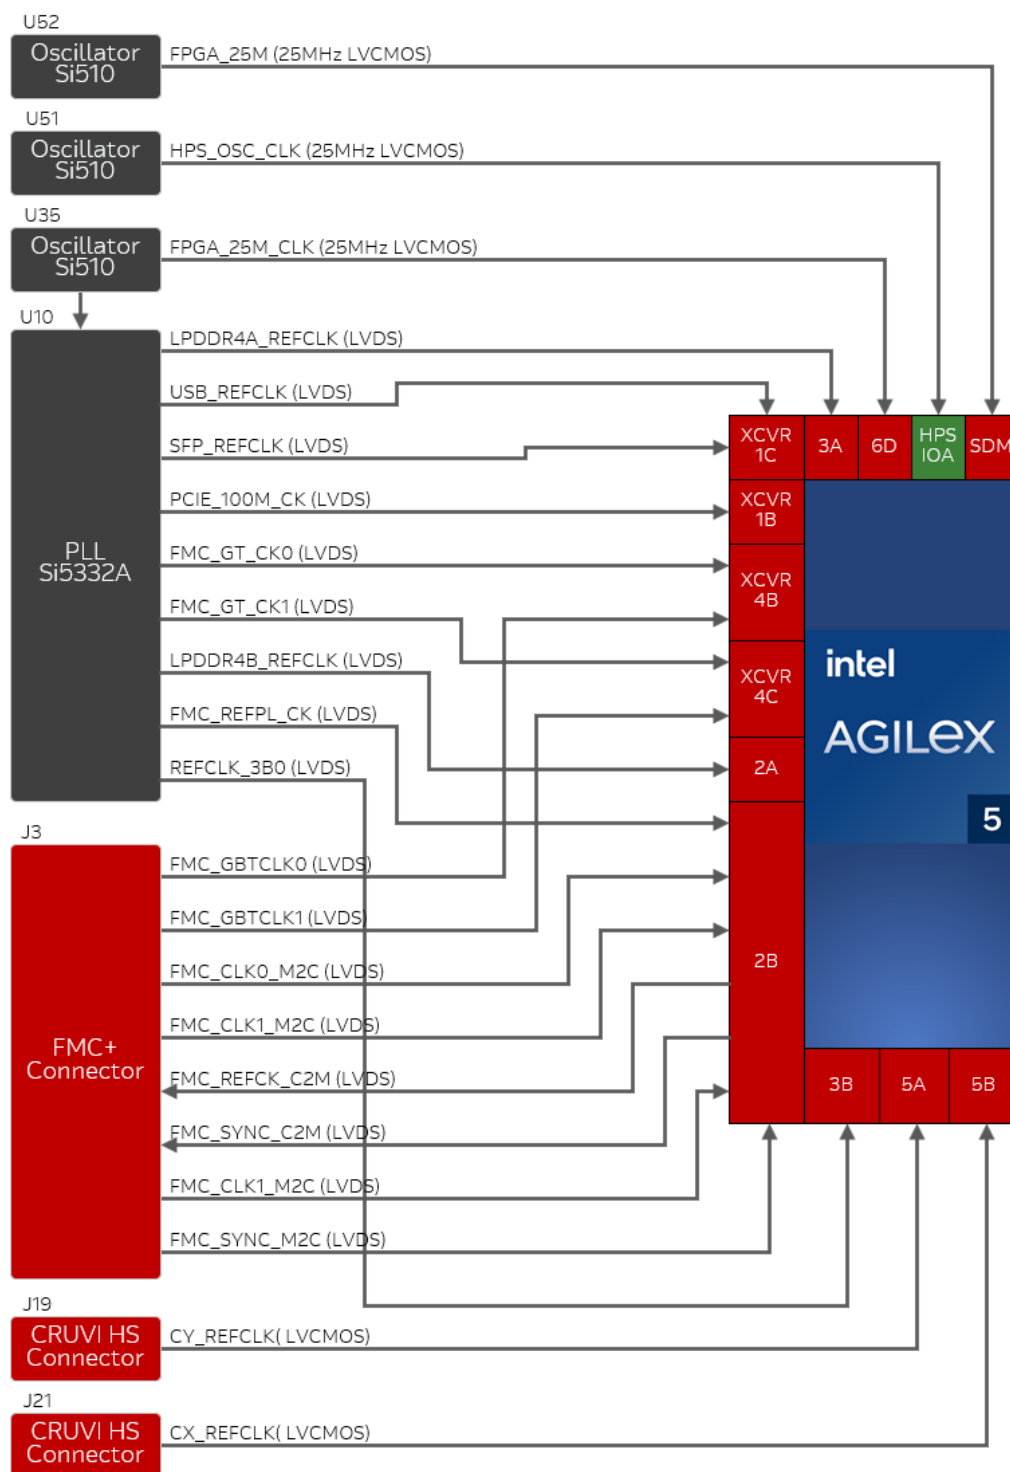 U52
Oscillator
Si510
FPGA_25M (25MHz LVCMOS)
U51
Oscillator
Si510
HPS_OSC_CLK (25MHz LVCMOS)
U35
Oscillator
Si510
FPGA_25M_CLK (25MHz LVCMOS)
U10
PLL
Si5332A
LPDDR4A_REFCLK (LVDS)
USB_REFCLK (LVDS)
SFP_REFCLK (LVDS)
PCIE_100M_CK (LVDS)
FMC_GT_CK0 (LVDS)
FMC_GT_CK1 (LVDS)
LPDDR4B_REFCLK (LVDS)
FMC_REFPL_CK (LVDS)
REFCLK_3B0 (LVDS)
XCVR
1C
3A
6D
HPS
IOA
SDM
XCVR
1B
XCVR
4B
XCVR
4C
2A
2B
intel
AGILEX
5
3B
5A
5B
J3
FMC+
Connector
FMC_GBTCLK0 (LVDS)
FMC_GBTCLK1 (LVDS)
FMC_CLK0_M2C (LVDS)
FMC_CLK1_M2C (LVDS)
FMC_REFCK_C2M (LVDS)
FMC_SYNC_C2M (LVDS)
FMC_CLK1_M2C (LVDS)
FMC_SYNC_M2C (LVDS)
J19
CRUVI HS
Connector
CY_REFCLK( LVCMOS)
J21
CRUVI HS
Connector
CX_REFCLK( LVCMOS)